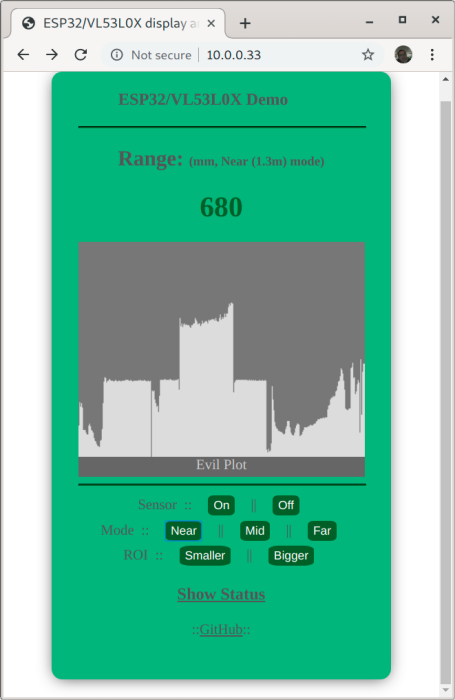 ESP32/VL53L0X display a
Not secure | 10.0.0.33
ESP32/VL53L0X Demo
Range: (mm, Near (1.3m) mode)
680
Evil Plot
Sensor :: On || Off
Mode :: Near || Mid || Far
ROI :: Smaller || Bigger
Show Status
::GitHub::